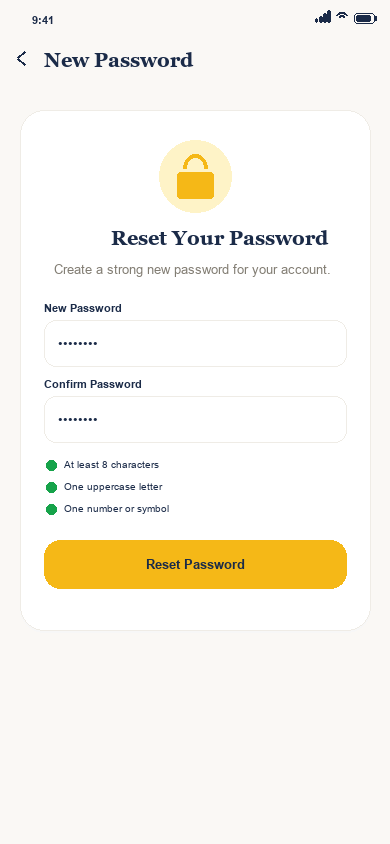 9:41
New Password
Reset Your Password
Create a strong new password for your account.
New Password
••••••••
Confirm Password
••••••••
At least 8 characters
One uppercase letter
One number or symbol
Reset Password